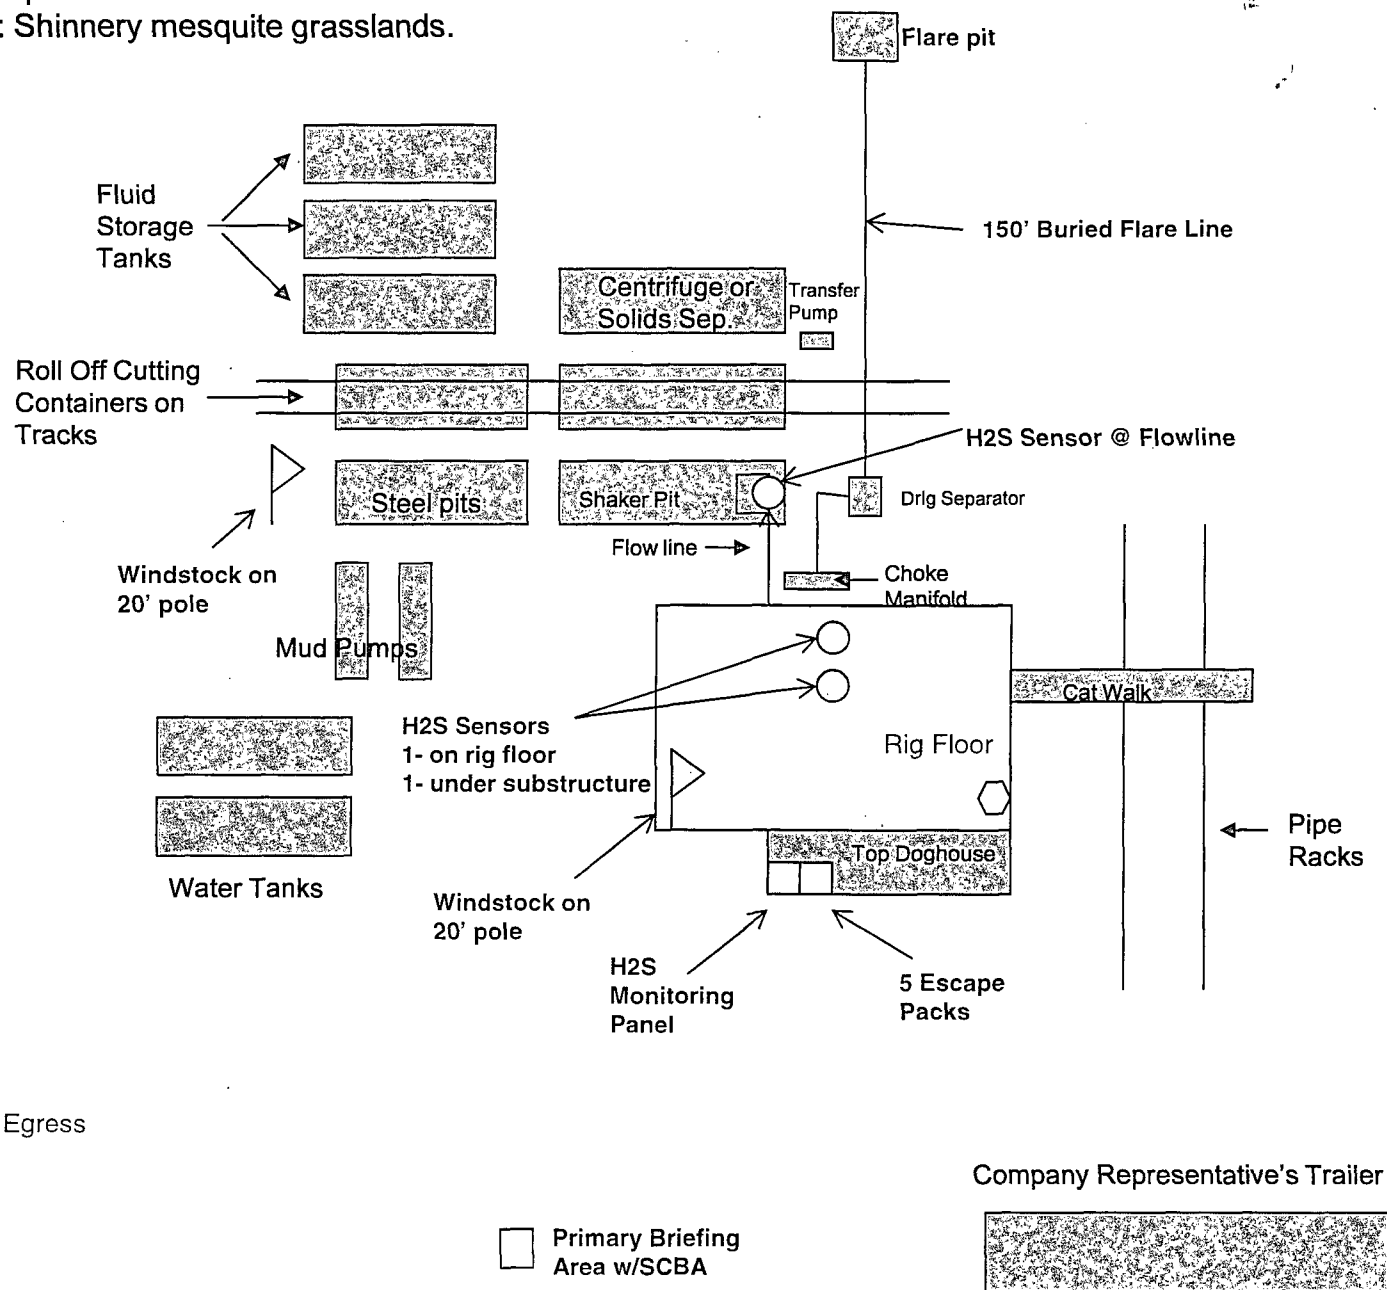 : Shinnery mesquite grasslands.
Flare pit
Fluid
Storage
Tanks
150' Buried Flare Line
Centrifuge or
Solids Sep.
Transfer
Pump
Roll Off Cutting
Containers on
Tracks
H2S Sensor @ Flowline
Steel pits
Shaker Pit
Drlg Separator
Flow line
Windstock on
20' pole
Choke
Manifold
Mud Pumps
Cat Walk
H2S Sensors
1- on rig floor
1- under substructure
Rig Floor
Pipe
Racks
Top Doghouse
Water Tanks
Windstock on
20' pole
H2S
Monitoring
Panel
5 Escape
Packs
Egress
Company Representative's Trailer
Primary Briefing
Area w/SCBA